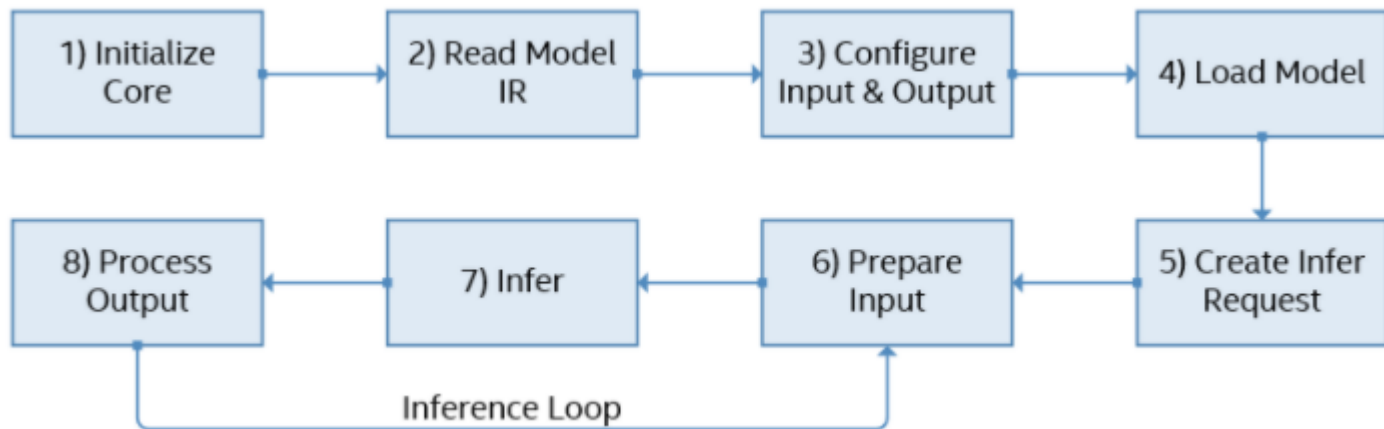 1) Initialize
Core
2) Read Model
IR
3) Configure
Input & Output
4) Load Model
5) Create Infer
Request
6) Prepare
Input
7) Infer
8) Process
Output
Inference Loop